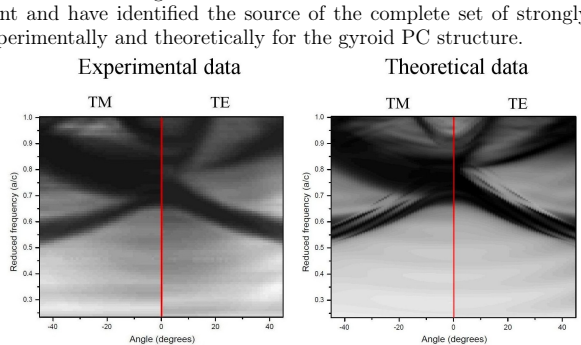 nt and have identified the source of the complete set of strongly
perimentally and theoretically for the gyroid PC structure.
Experimental data
TM TE
1.0
0.9
0.8
0.7
0.6
0.5
0.4
0.3
Reduced frequency (a/c)
-40 -20 0 20 40
Angle (degrees)
Theoretical data
TM TE
1.0
0.9
0.8
0.7
0.6
0.5
0.4
0.3
Reduced frequency (a/c)
-40 -20 0 20 40
Angle (degrees)